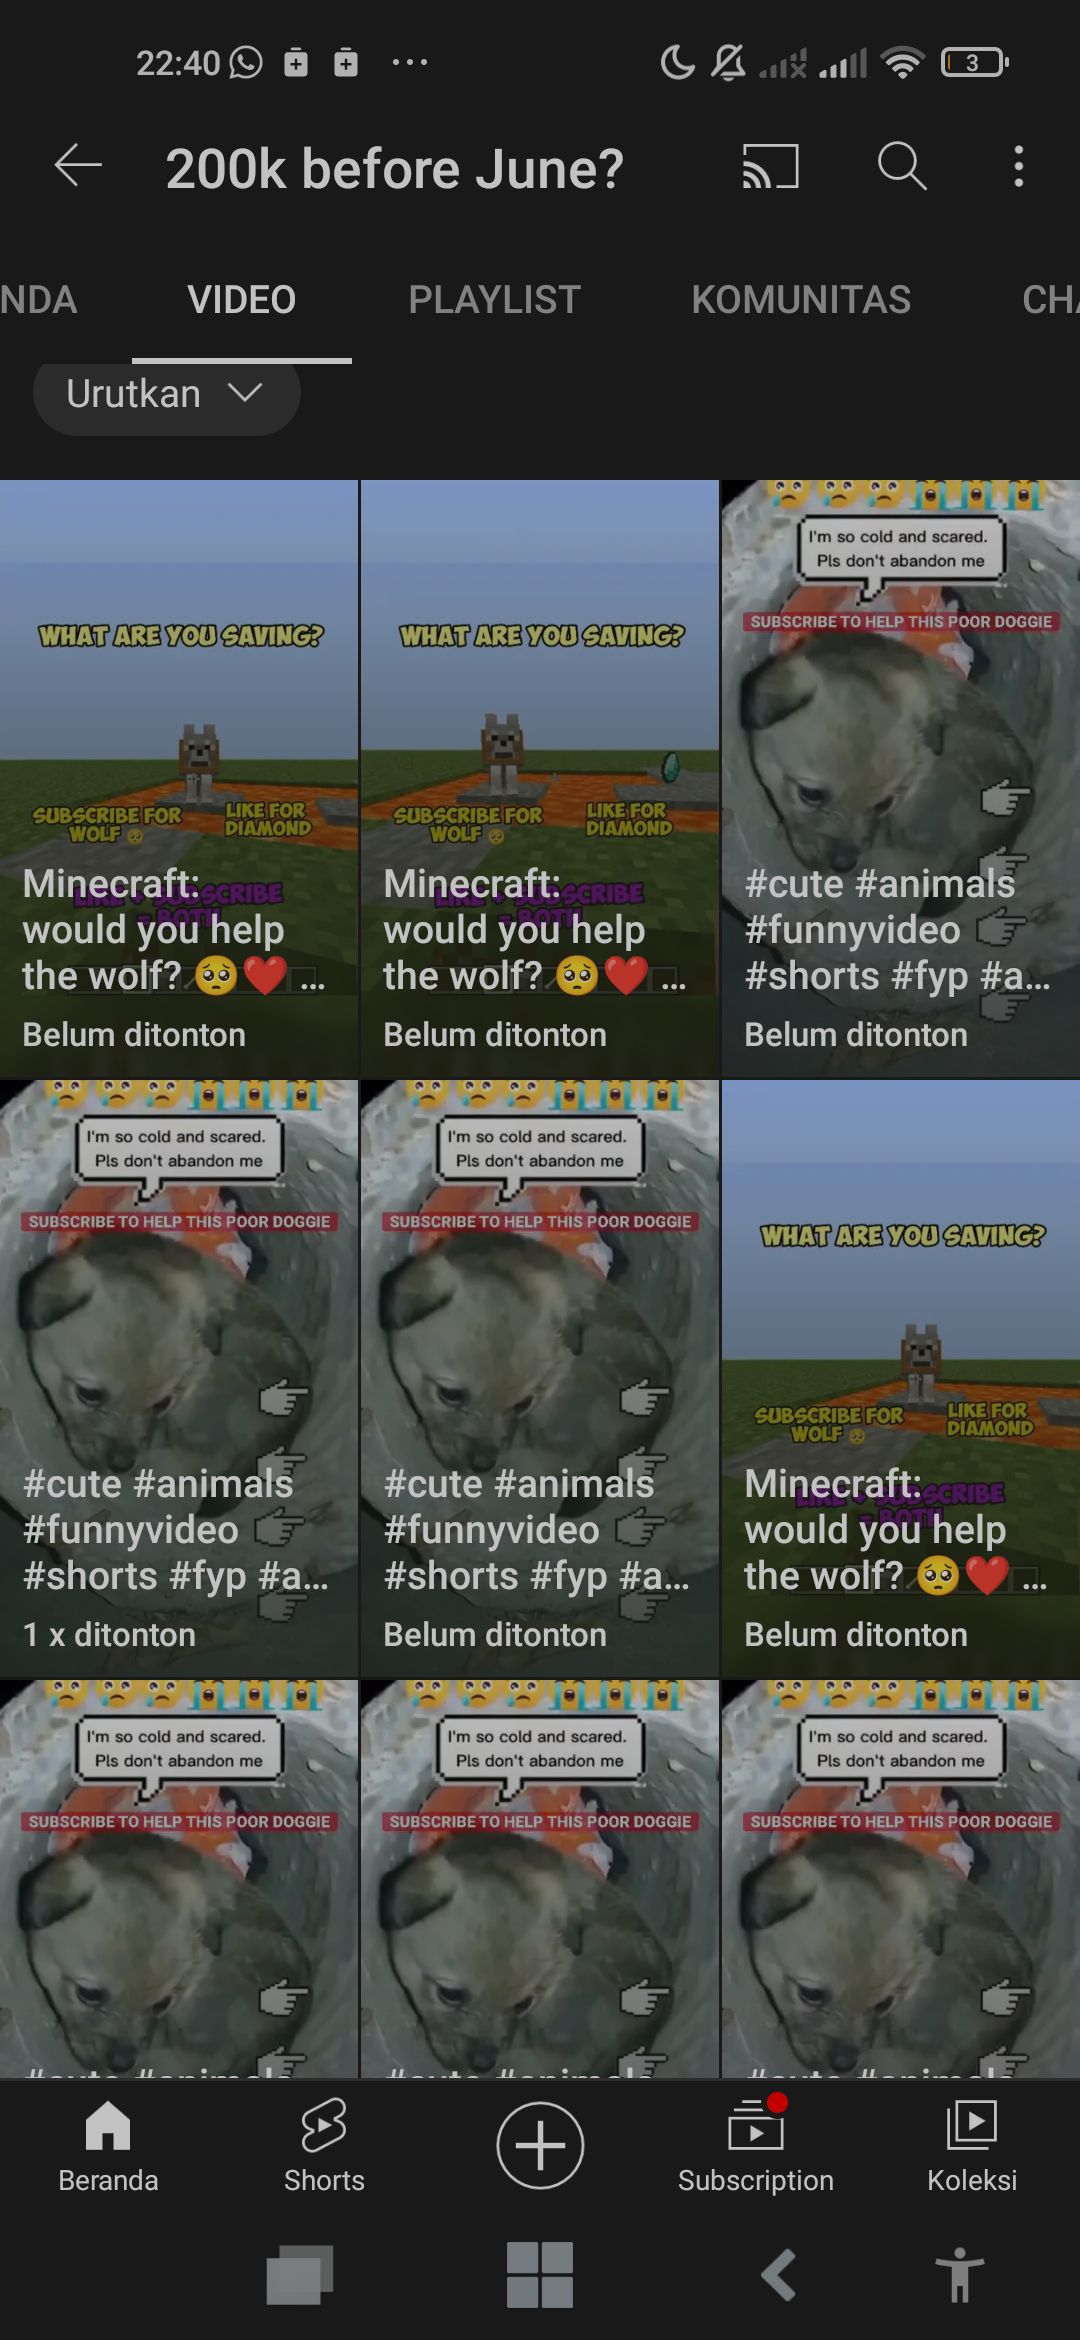 22:40
3
200k before June?
NDA VIDEO PLAYLIST KOMUNITAS CHA
Urutkan
WHAT ARE YOU SAVING?
SUBSCRIBE FOR
WOLF 🥺
LIKE FOR
DIAMOND
LIKE + SUBSCRIBE
= BOTH
Minecraft:
would you help
the wolf? 🥺❤️ ...
Belum ditonton
WHAT ARE YOU SAVING?
SUBSCRIBE FOR
WOLF 🥺
LIKE FOR
DIAMOND
LIKE + SUBSCRIBE
= BOTH
Minecraft:
would you help
the wolf? 🥺❤️ ...
Belum ditonton
I'm so cold and scared.
Pls don't abandon me
SUBSCRIBE TO HELP THIS POOR DOGGIE
#cute #animals
#funnyvideo
#shorts #fyp #a...
Belum ditonton
I'm so cold and scared.
Pls don't abandon me
SUBSCRIBE TO HELP THIS POOR DOGGIE
#cute #animals
#funnyvideo
#shorts #fyp #a...
1 x ditonton
I'm so cold and scared.
Pls don't abandon me
SUBSCRIBE TO HELP THIS POOR DOGGIE
#cute #animals
#funnyvideo
#shorts #fyp #a...
Belum ditonton
WHAT ARE YOU SAVING?
SUBSCRIBE FOR
WOLF 🥺
LIKE FOR
DIAMOND
LIKE + SUBSCRIBE
= BOTH
Minecraft:
would you help
the wolf? 🥺❤️ ...
Belum ditonton
I'm so cold and scared.
Pls don't abandon me
SUBSCRIBE TO HELP THIS POOR DOGGIE
#cute #animals
I'm so cold and scared.
Pls don't abandon me
SUBSCRIBE TO HELP THIS POOR DOGGIE
#cute #animals
I'm so cold and scared.
Pls don't abandon me
SUBSCRIBE TO HELP THIS POOR DOGGIE
#cute #animals
Beranda Shorts Subscription Koleksi